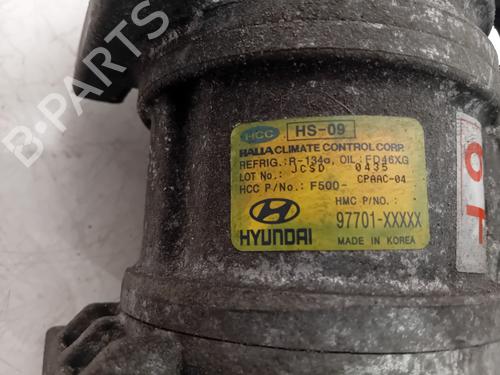 HCC HS-09
HALLA CLIMATE CONTROL CORP.
REFRIG.: R-134a, OIL: FD46XG
LOT No.: JCSD 0435
CPAAC-04
HCC P/No.: F500-
HMC P/NO. :
97701-XXXXX
HYUNDAI
MADE IN KOREA
B-PARTS